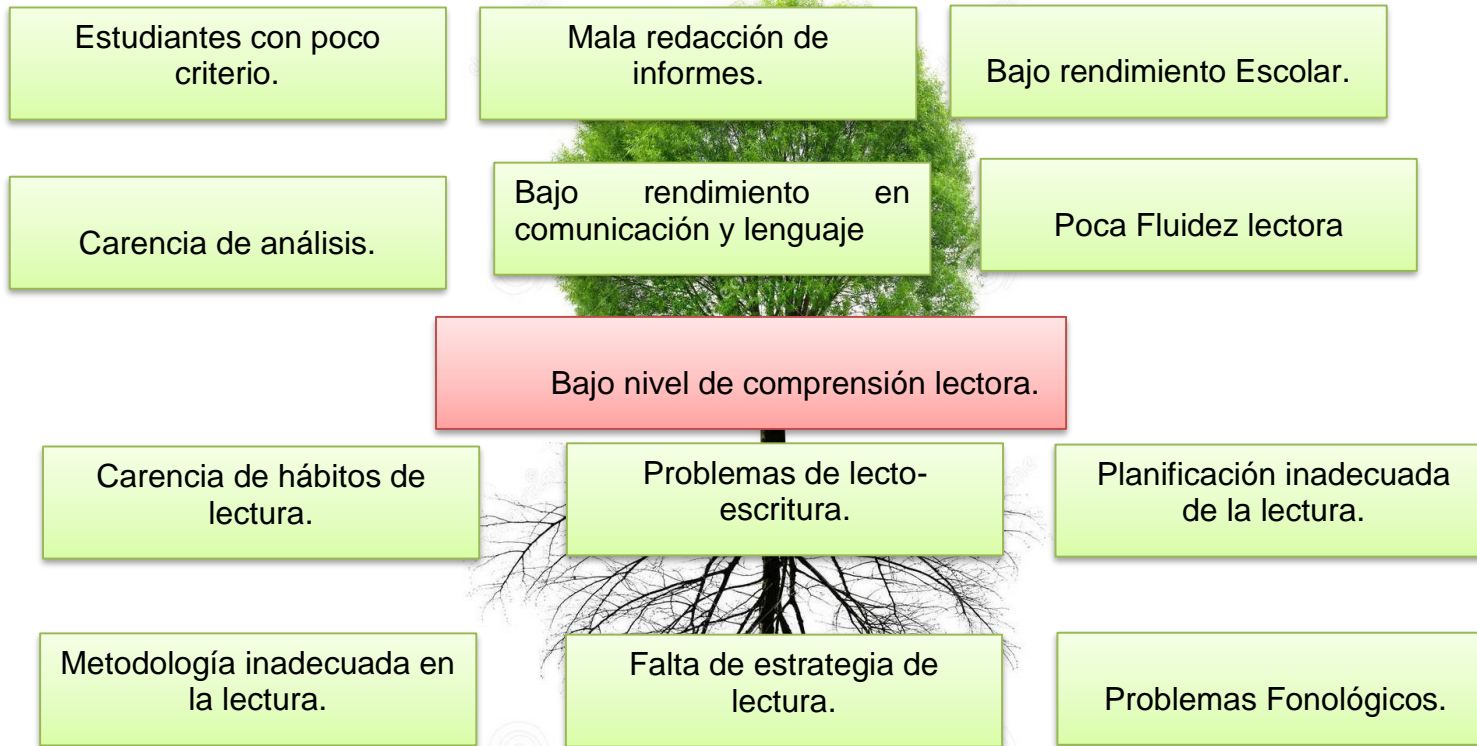 Estudiantes con poco
criterio.
Mala redacción de
informes.
Bajo rendimiento Escolar.
Carencia de análisis.
Bajo rendimiento en
comunicación y lenguaje
Poca Fluidez lectora
Bajo nivel de comprensión lectora.
Carencia de hábitos de
lectura.
Problemas de lecto-
escritura.
Planificación inadecuada
de la lectura.
Metodología inadecuada en
la lectura.
Falta de estrategia de
lectura.
Problemas Fonológicos.